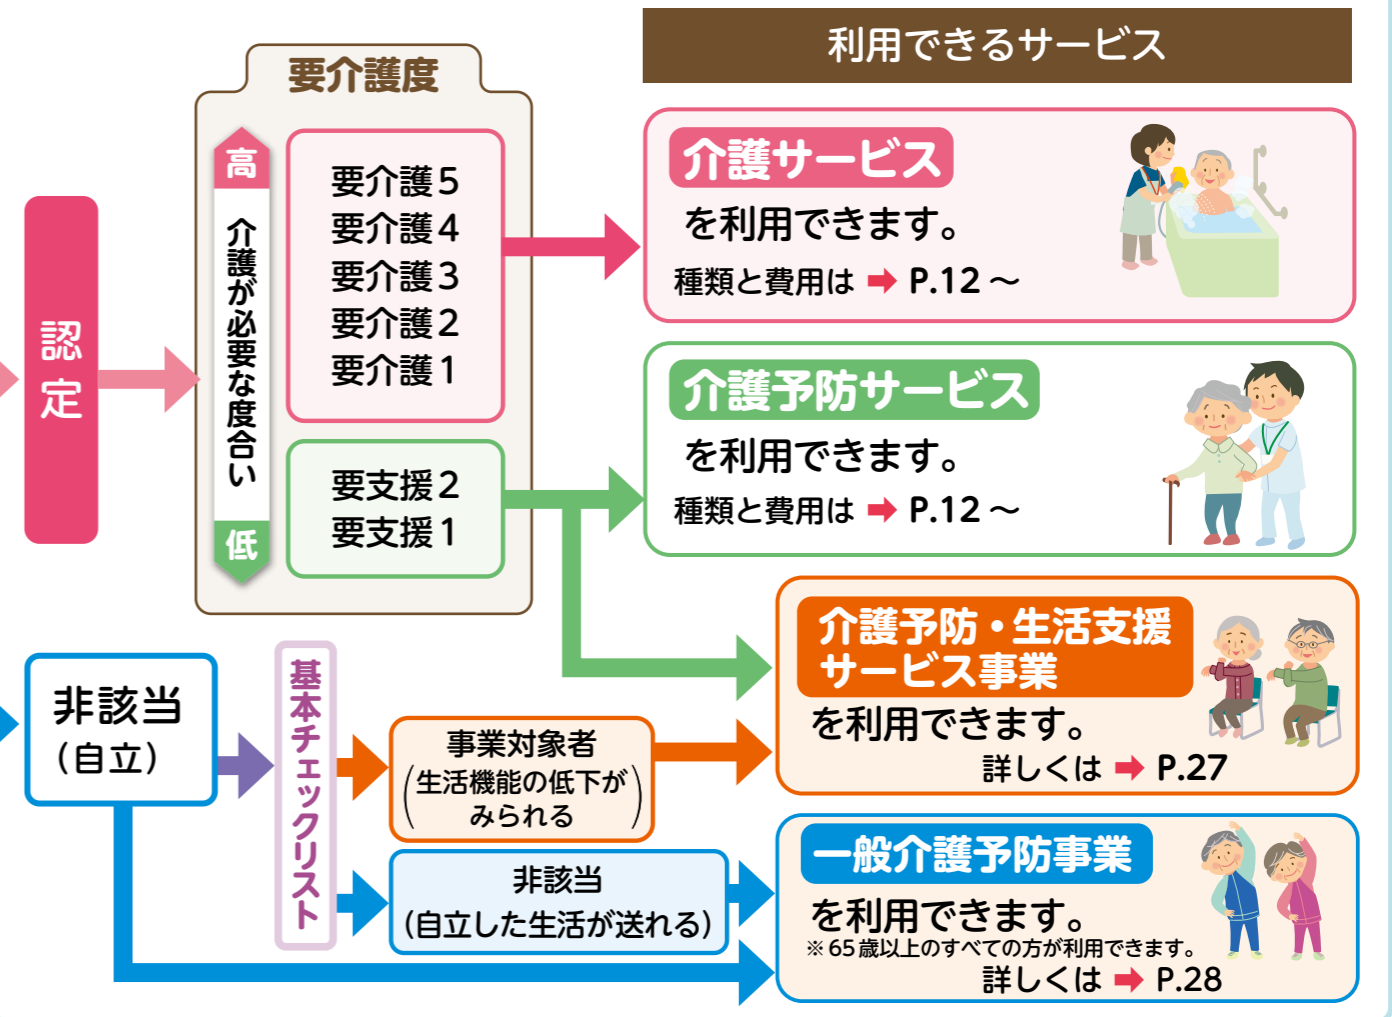 利用できるサービス
要介護度
高
介護が必要な度合い
低
認定
要介護5
要介護4
要介護3
要介護2
要介護1
要支援2
要支援1
介護サービス
を利用できます。
種類と費用は ➡ P.12 ～
介護予防サービス
を利用できます。
種類と費用は ➡ P.12 ～
介護予防・生活支援
サービス事業
を利用できます。
詳しくは ➡ P.27
非該当
（自立）
基本チェックリスト
事業対象者
（生活機能の低下が
みられる）
非該当
（自立した生活が送れる）
一般介護予防事業
を利用できます。
※65歳以上のすべての方が利用できます。
詳しくは ➡ P.28